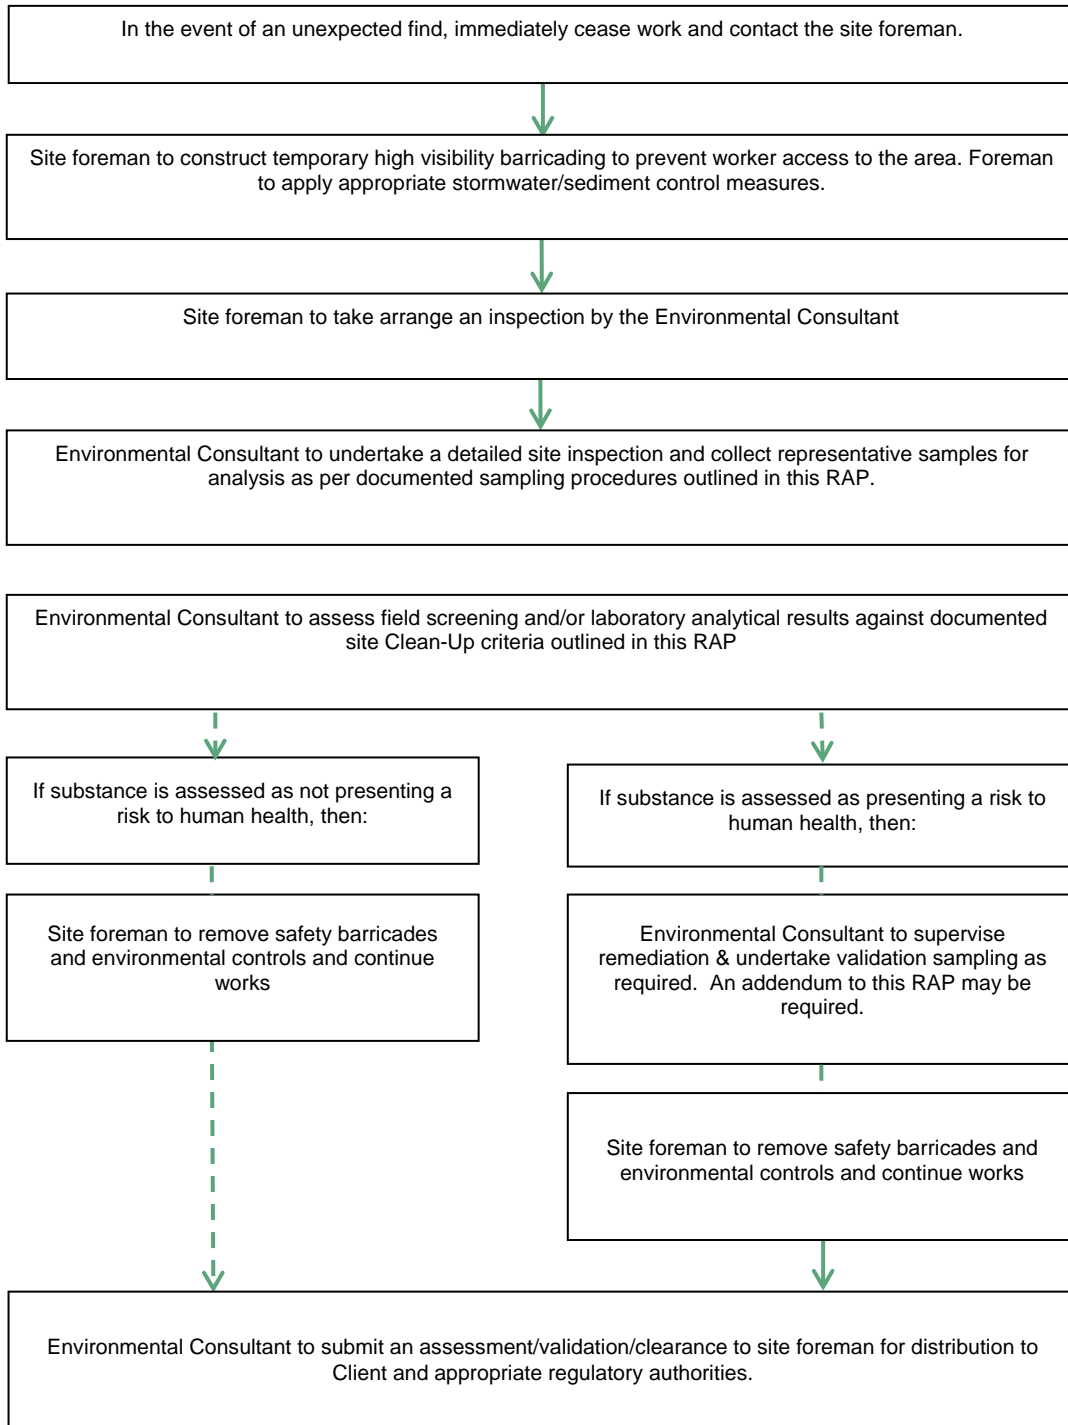 In the event of an unexpected find, immediately cease work and contact the site foreman.
Site foreman to construct temporary high visibility barricading to prevent worker access to the area. Foreman
to apply appropriate stormwater/sediment control measures.
Site foreman to take arrange an inspection by the Environmental Consultant
Environmental Consultant to undertake a detailed site inspection and collect representative samples for
analysis as per documented sampling procedures outlined in this RAP.
Environmental Consultant to assess field screening and/or laboratory analytical results against documented
site Clean-Up criteria outlined in this RAP
If substance is assessed as not presenting a
risk to human health, then:
Site foreman to remove safety barricades
and environmental controls and continue
works
If substance is assessed as presenting a risk to
human health, then:
Environmental Consultant to supervise
remediation & undertake validation sampling as
required.  An addendum to this RAP may be
required.
Site foreman to remove safety barricades and
environmental controls and continue works
Environmental Consultant to submit an assessment/validation/clearance to site foreman for distribution to
Client and appropriate regulatory authorities.